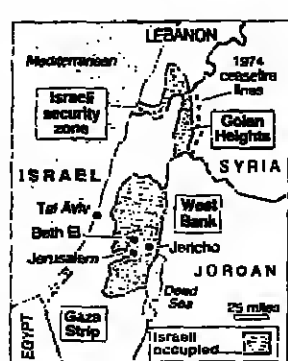 LEBANON
Mediterranean
1974
ceasefire
lines
Israeli
security
zone
Golan
Heights
SYRIA
ISRAEL
Tel Aviv
West
Bank
Beth El
Jericho
Jerusalem
JORDAN
Dead
Sea
Gaza
Strip
25 miles
EGYPT
Israeli
occupied